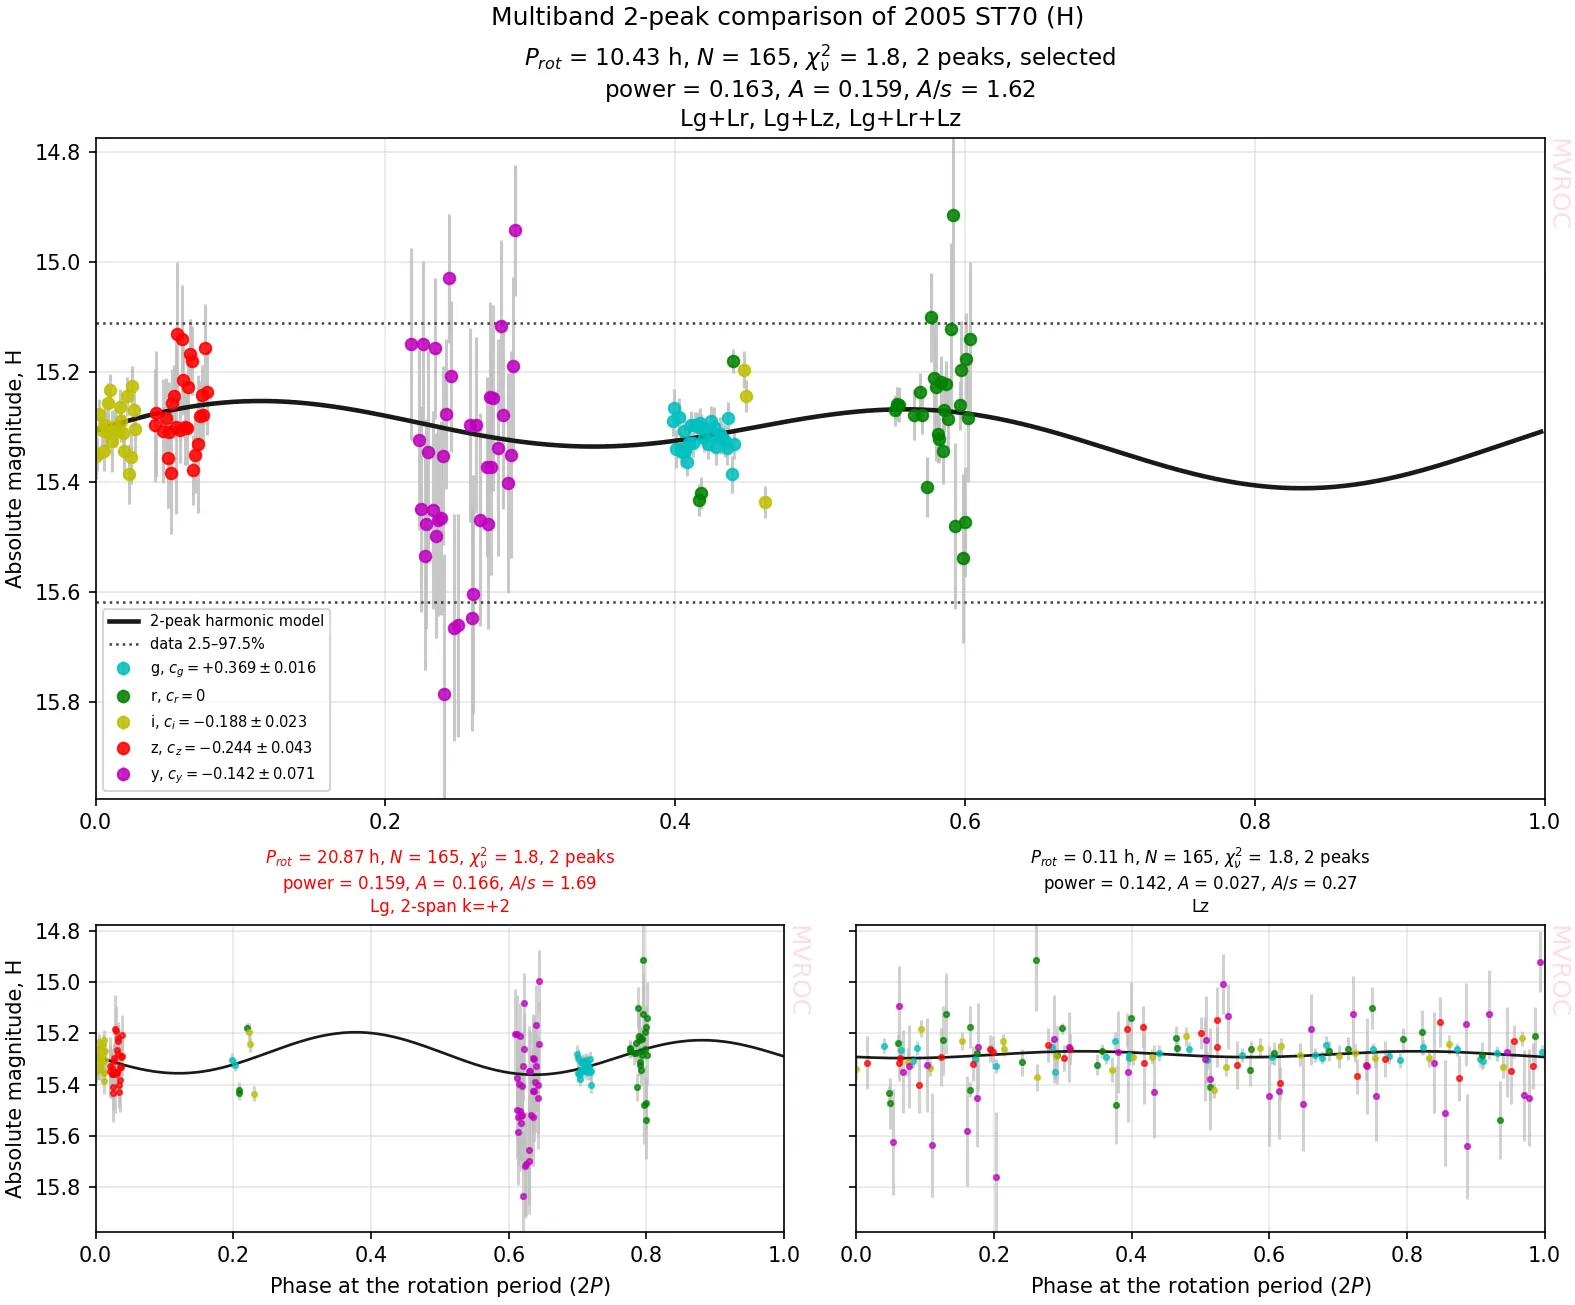 Multiband 2-peak comparison of 2005 ST70 (H)
P_rot = 10.43 h, N = 165, χ²_ν = 1.8, 2 peaks, selected
power = 0.163, A = 0.159, A/s = 1.62
Lg+Lr, Lg+Lz, Lg+Lr+Lz
14.8
15.0
15.2
15.4
15.6
15.8
Absolute magnitude, H
2-peak harmonic model
data 2.5–97.5%
g, c_g = +0.369 ± 0.016
r, c_r = 0
i, c_i = −0.188 ± 0.023
z, c_z = −0.244 ± 0.043
y, c_y = −0.142 ± 0.071
0.0 0.2 0.4 0.6 0.8 1.0
MVROC
P_rot = 20.87 h, N = 165, χ²_ν = 1.8, 2 peaks
power = 0.159, A = 0.166, A/s = 1.69
Lg, 2-span k=+2
14.8
15.0
15.2
15.4
15.6
15.8
Absolute magnitude, H
0.0 0.2 0.4 0.6 0.8 1.0
Phase at the rotation period (2P)
MVROC
P_rot = 0.11 h, N = 165, χ²_ν = 1.8, 2 peaks
power = 0.142, A = 0.027, A/s = 0.27
Lz
0.0 0.2 0.4 0.6 0.8 1.0
Phase at the rotation period (2P)
MVROC